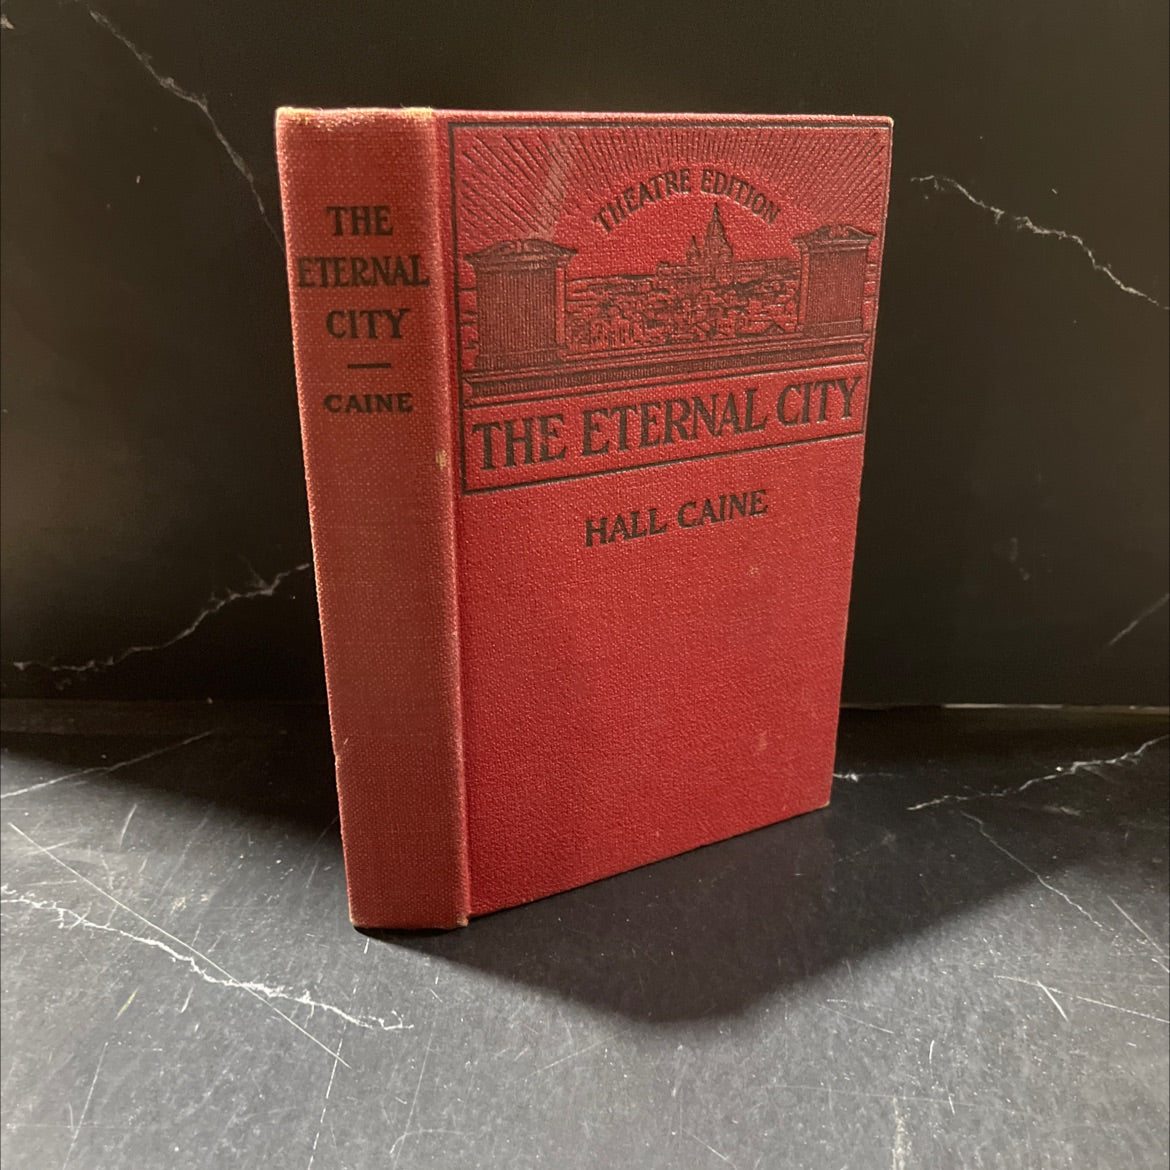 THE
ETERNAL
CITY
CAINE
THEATRE EDITION
THE ETERNAL CITY
HALL CAINE